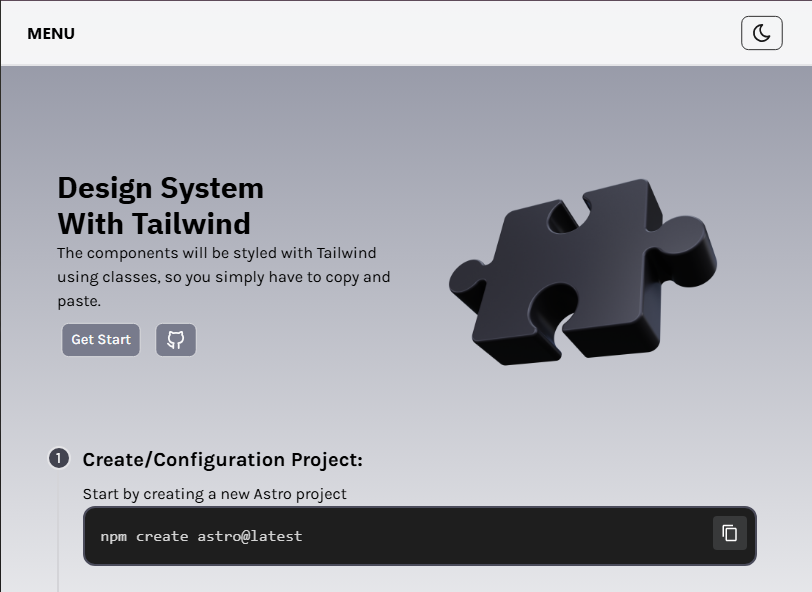 MENU
Design System
With Tailwind
The components will be styled with Tailwind
using classes, so you simply have to copy and
paste.
Get Start
1
Create/Configuration Project:
Start by creating a new Astro project
npm create astro@latest